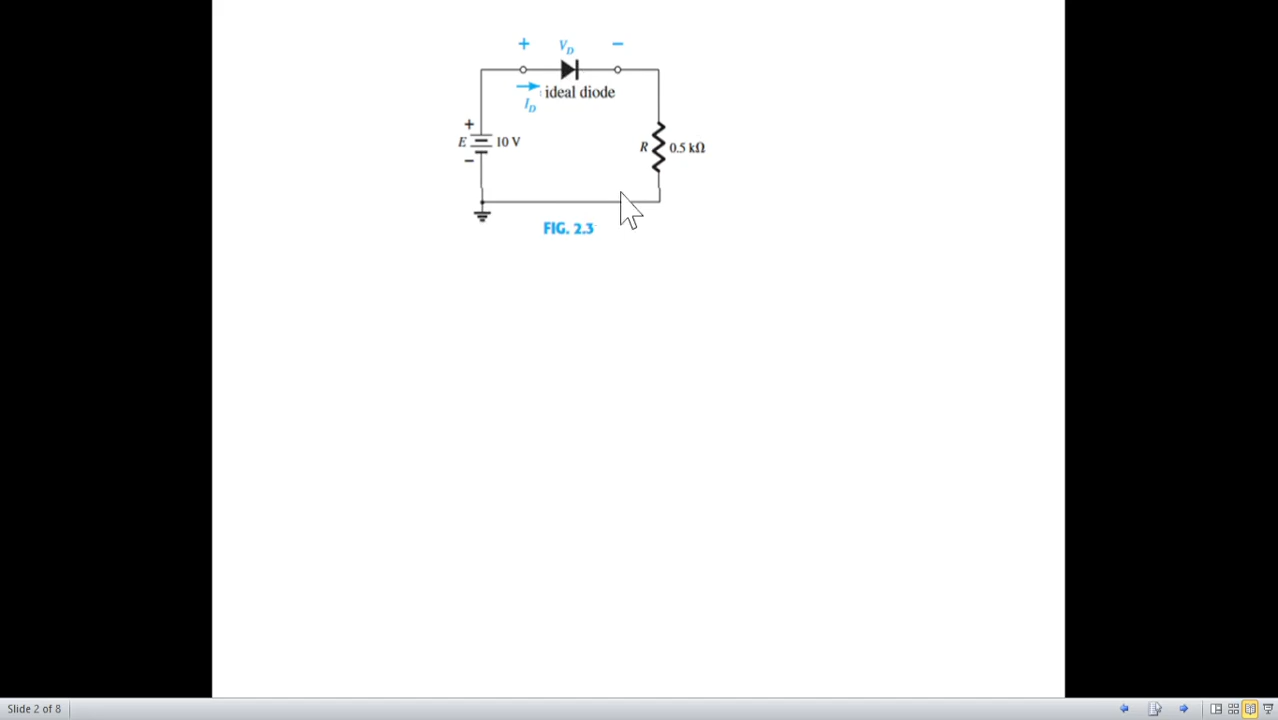 + V_D −
I_D
: ideal diode
+
E 10 V
−
R 0.5 kΩ
FIG. 2.3
Slide 2 of 8